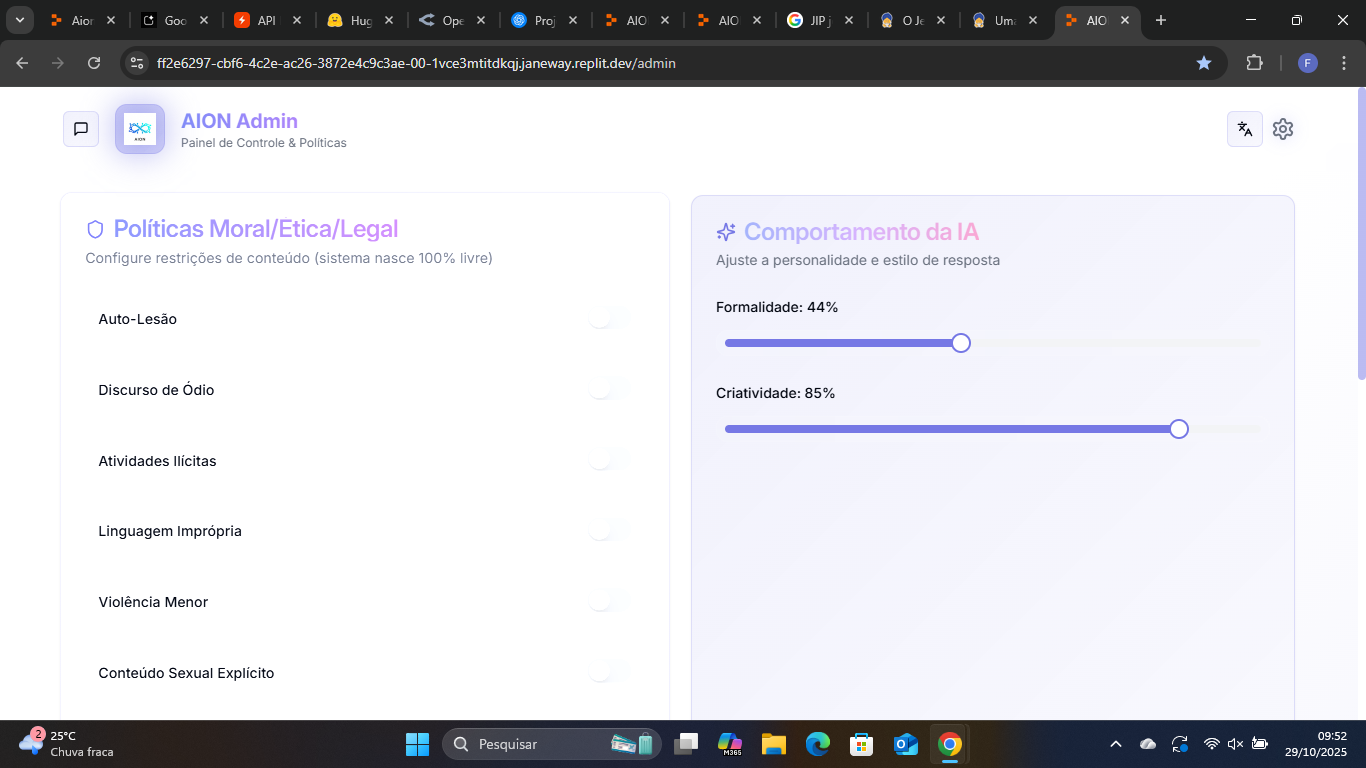 Aion
Goo
API
Hug
Ope
Proj
AIO
AIO
JIP j
O Je
Uma
AIO
ff2e6297-cbf6-4c2e-ac26-3872e4c9c3ae-00-1vce3mtitdkqj.janeway.replit.dev/admin
F
AION
AION Admin
Painel de Controle & Políticas
Políticas Moral/Ética/Legal
Configure restrições de conteúdo (sistema nasce 100% livre)
Auto-Lesão
Discurso de Ódio
Atividades Ilícitas
Linguagem Imprópria
Violência Menor
Conteúdo Sexual Explícito
Comportamento da IA
Ajuste a personalidade e estilo de resposta
Formalidade: 44%
Criatividade: 85%
2
25°C
Chuva fraca
Pesquisar
M365
09:52
29/10/2025